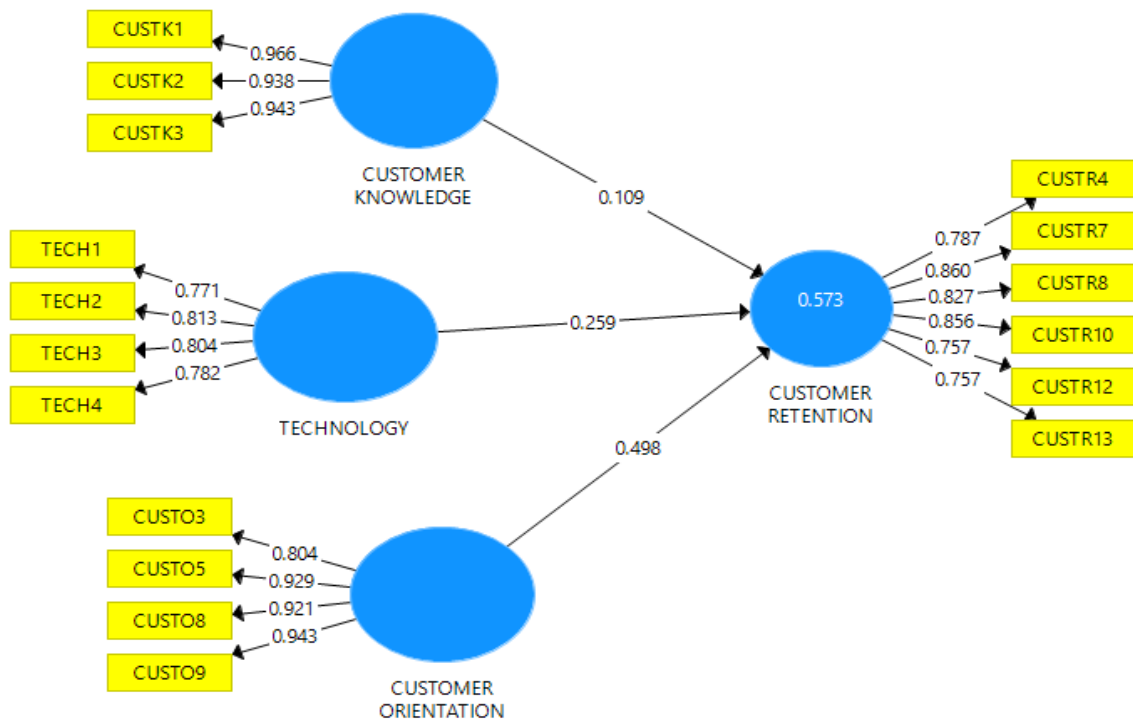 CUSTK1
0.966
CUSTK2
0.938
CUSTK3
0.943
CUSTOMER
KNOWLEDGE
0.109
TECH1
0.771
TECH2
0.813
TECH3
0.804
TECH4
0.782
TECHNOLOGY
0.259
CUSTO3
0.804
CUSTO5
0.929
CUSTO8
0.921
CUSTO9
0.943
CUSTOMER
ORIENTATION
0.498
0.573
CUSTOMER
RETENTION
CUSTR4
0.787
CUSTR7
0.860
CUSTR8
0.827
CUSTR10
0.856
CUSTR12
0.757
CUSTR13
0.757